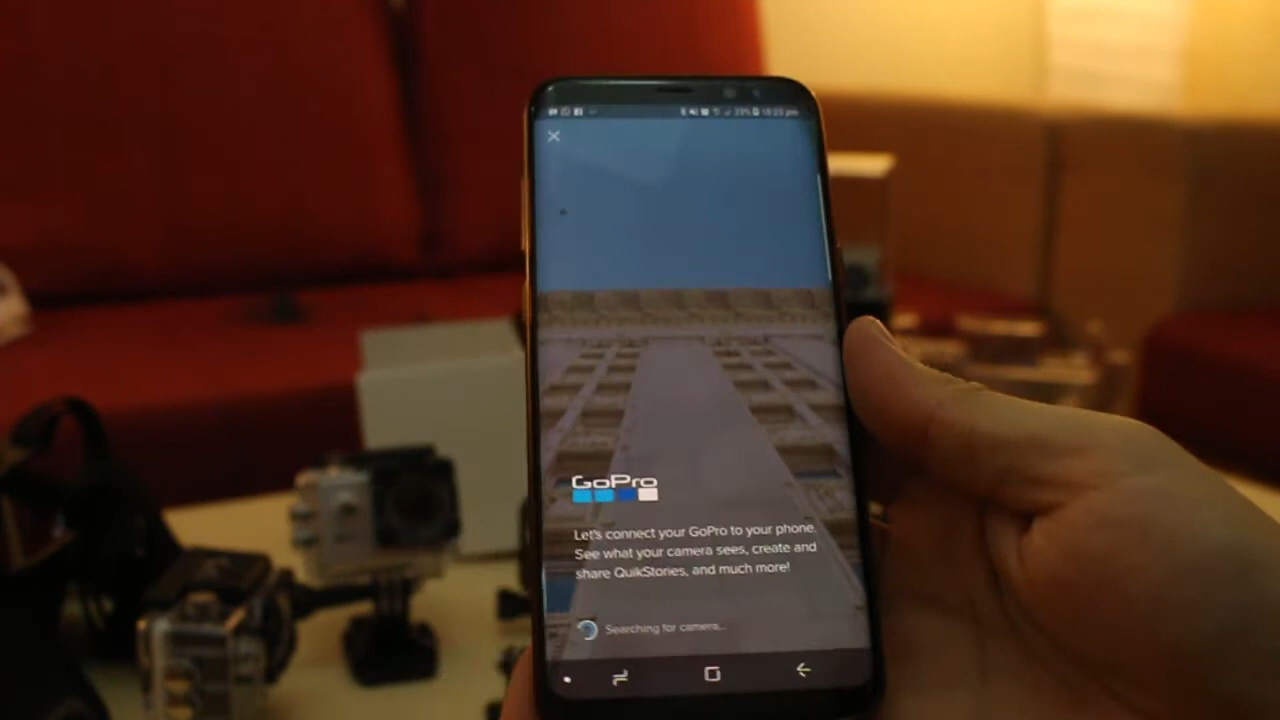 GoPro
Let's connect your GoPro to your phone.
See what your camera sees, create and
share QuikStories, and much more!
Searching for camera...